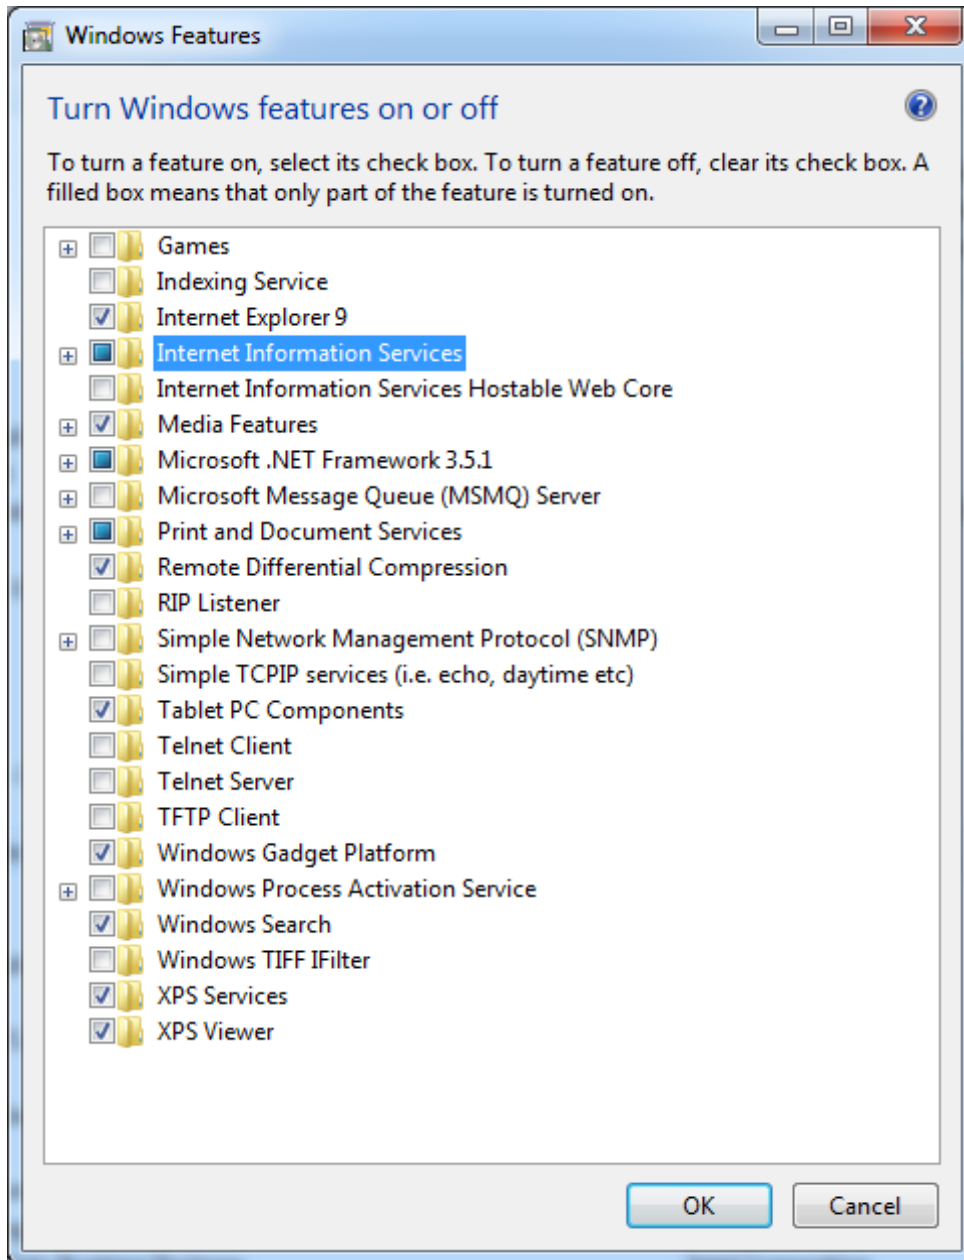 Windows Features
Turn Windows features on or off
To turn a feature on, select its check box. To turn a feature off, clear its check box. A
filled box means that only part of the feature is turned on.
Games
Indexing Service
Internet Explorer 9
Internet Information Services
Internet Information Services Hostable Web Core
Media Features
Microsoft .NET Framework 3.5.1
Microsoft Message Queue (MSMQ) Server
Print and Document Services
Remote Differential Compression
RIP Listener
Simple Network Management Protocol (SNMP)
Simple TCPIP services (i.e. echo, daytime etc)
Tablet PC Components
Telnet Client
Telnet Server
TFTP Client
Windows Gadget Platform
Windows Process Activation Service
Windows Search
Windows TIFF IFilter
XPS Services
XPS Viewer
OK Cancel